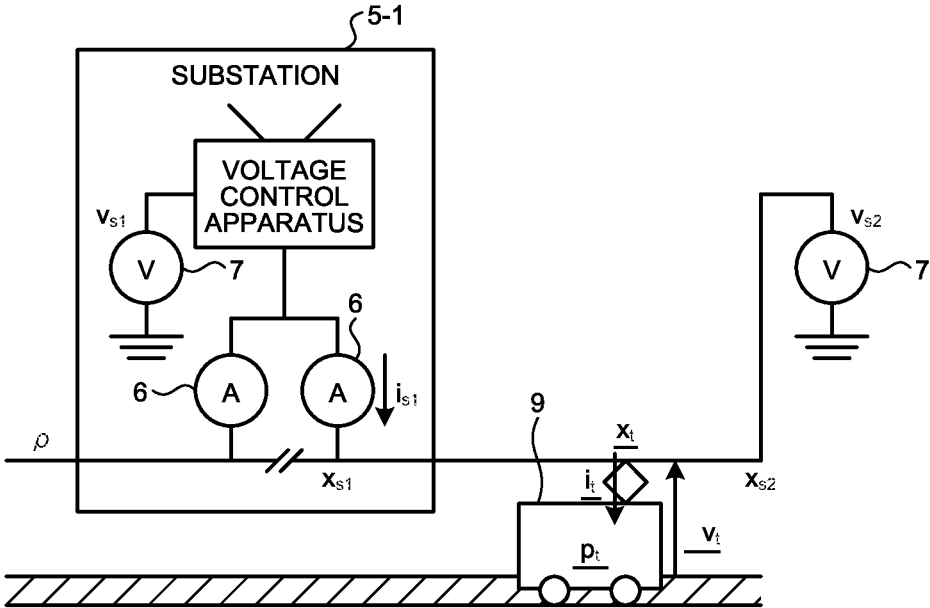 5-1
SUBSTATION
VOLTAGE
CONTROL
APPARATUS
vs1
V
7
vs2
V
7
6
6
A
A
is1
ρ
xs1
9
xt
it
xs2
pt
vt